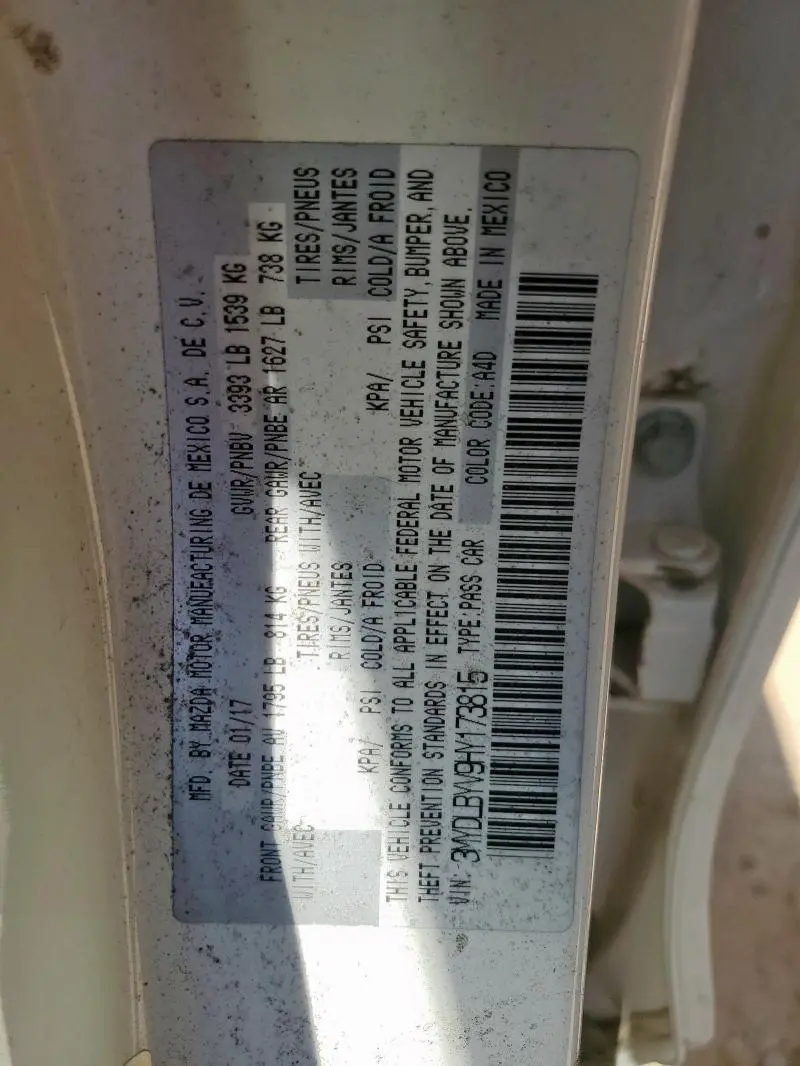 MFD. BY MAZDA MOTOR MANUFACTURING DE MEXICO S.A. DE C.V.
DATE 01/17 GVWR/PNBV 3393 LB 1539 KG
FRONT GAWR/PNBE AV 1795 LB 814 KG REAR GAWR/PNBE AR 1627 LB 738 KG
WITH/AVEC TIRES/PNEUS WITH/AVEC TIRES/PNEUS
RIMS/JANTES RIMS/JANTES
KPA/ PSI COLD/A FROID KPA/ PSI COLD/A FROID
THIS VEHICLE CONFORMS TO ALL APPLICABLE FEDERAL MOTOR VEHICLE SAFETY, BUMPER, AND
THEFT PREVENTION STANDARDS IN EFFECT ON THE DATE OF MANUFACTURE SHOWN ABOVE.
VIN: 3MYDLBYV9HY173815 TYPE:PASS CAR COLOR CODE:A4D MADE IN MEXICO